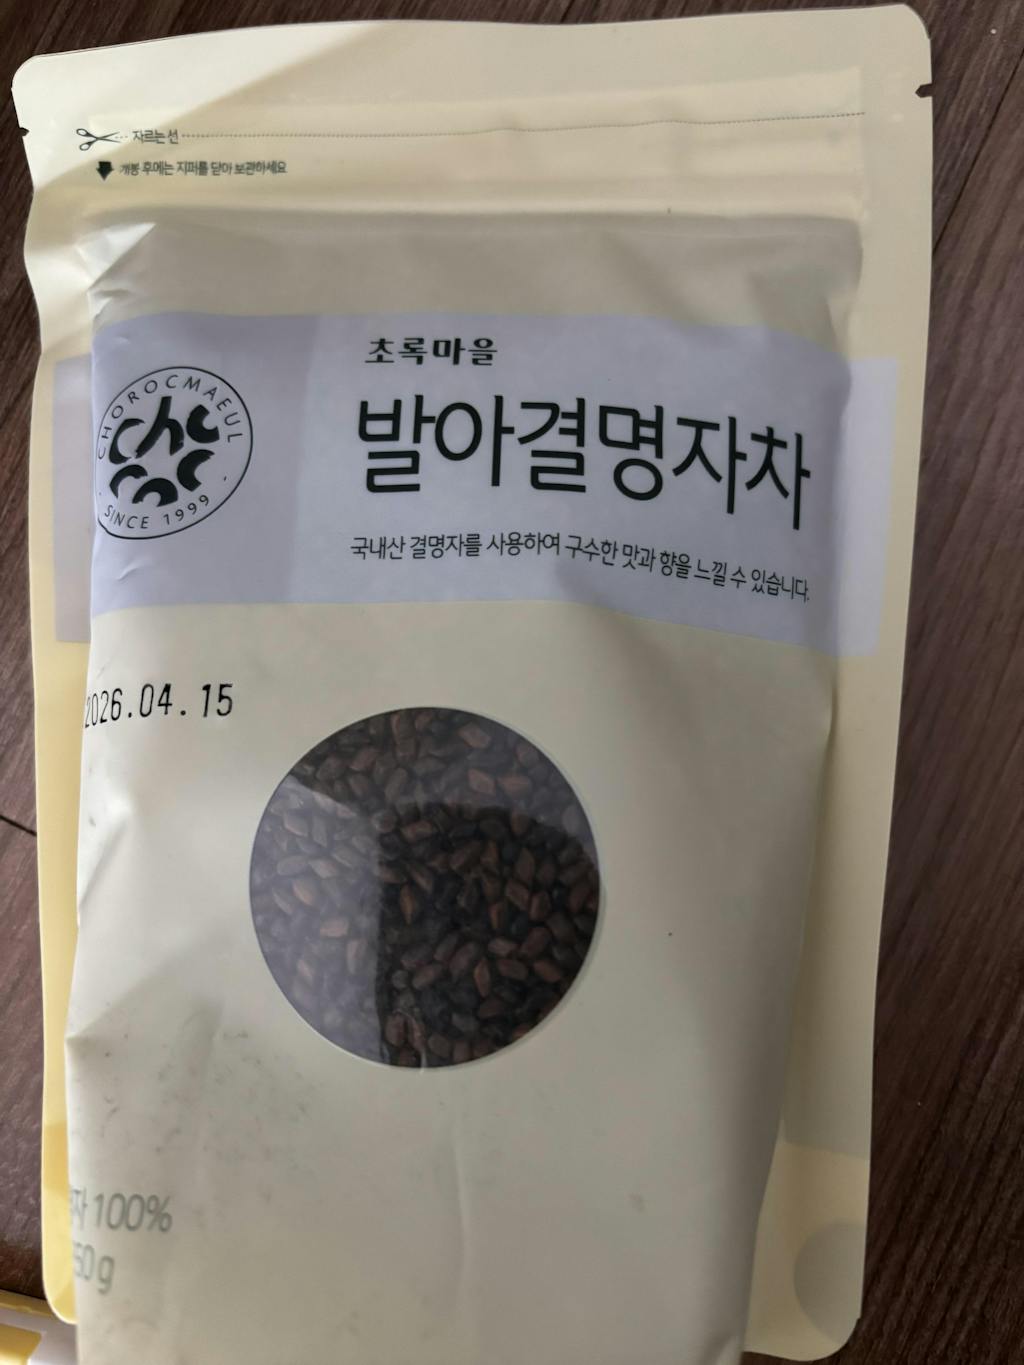 자르는 선
개봉 후에는 지퍼를 닫아 보관하세요
초록마을
CHOROCMAEUL
SINCE 1999
발아결명자차
국내산 결명자를 사용하여 구수한 맛과 향을 느낄 수 있습니다.
2026.04.15
100%